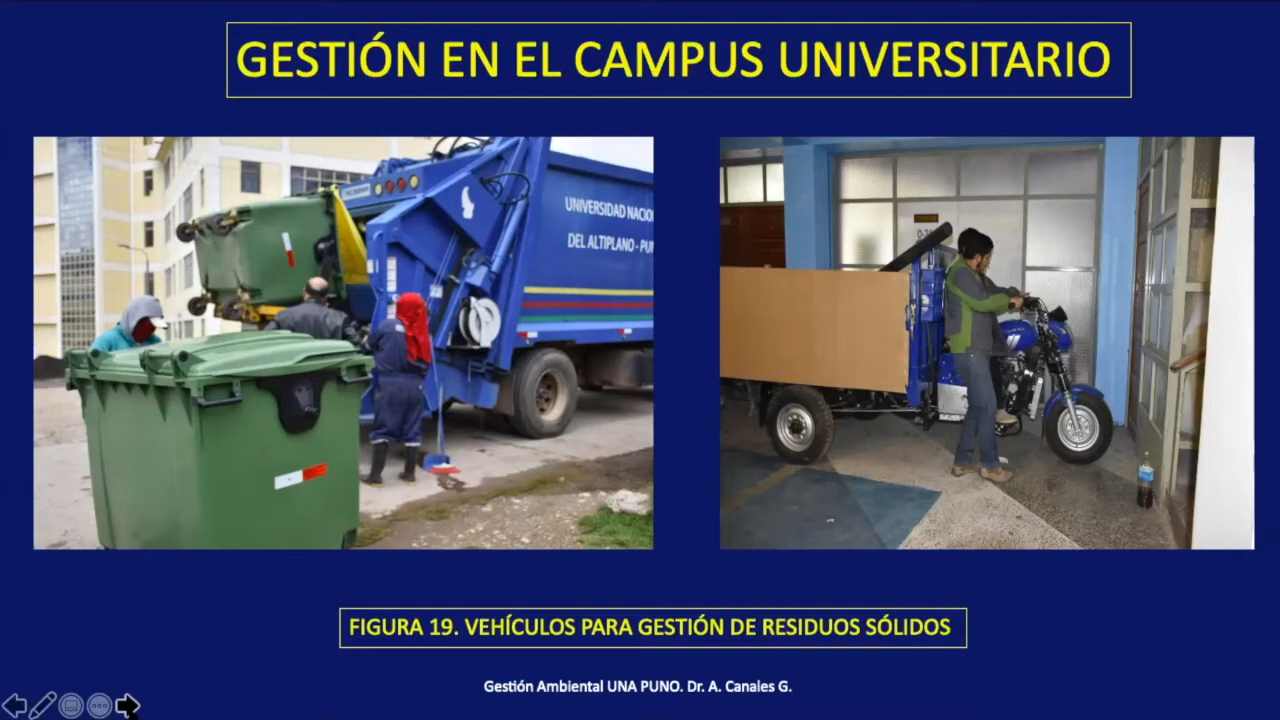 GESTIÓN EN EL CAMPUS UNIVERSITARIO
UNIVERSIDAD NACIO
DEL ALTIPLANO - PU
FIGURA 19. VEHÍCULOS PARA GESTIÓN DE RESIDUOS SÓLIDOS
Gestión Ambiental UNA PUNO. Dr. A. Canales G.